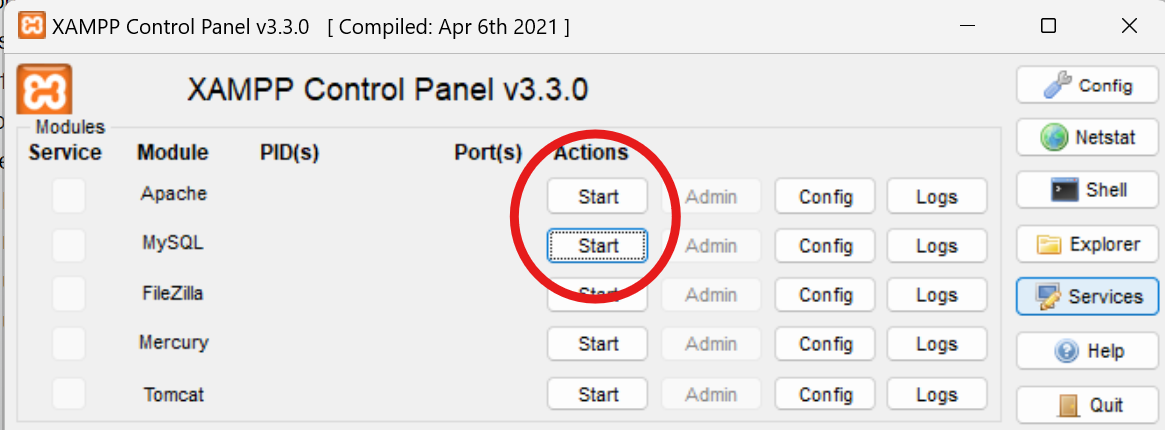 XAMPP Control Panel v3.3.0 [ Compiled: Apr 6th 2021 ]
XAMPP Control Panel v3.3.0
Config
Modules
Service Module PID(s) Port(s) Actions
Netstat
Apache Start Admin Config Logs
Shell
MySQL Start Admin Config Logs
Explorer
FileZilla Start Admin Config Logs
Services
Mercury Start Admin Config Logs
Help
Tomcat Start Admin Config Logs
Quit